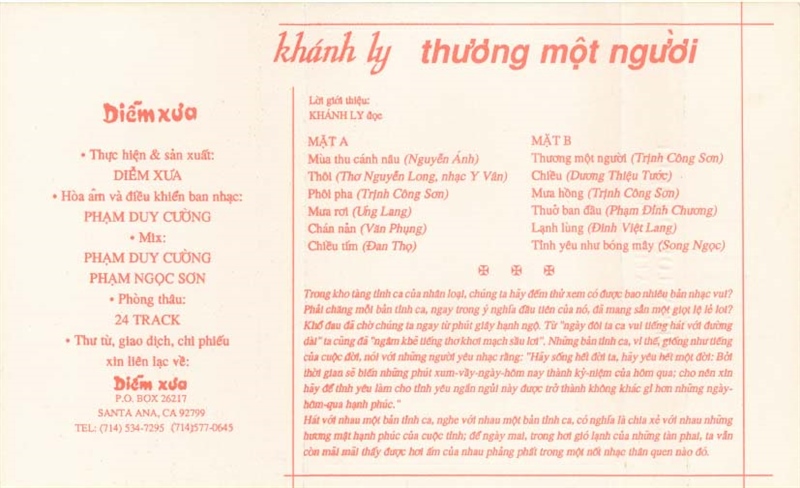 khánh ly thương một người
Diễm xưa
• Thực hiện & sản xuất:
DIỄM XƯA
• Hòa âm và điều khiển ban nhạc:
PHẠM DUY CƯỜNG
• Mix:
PHẠM DUY CƯỜNG
PHẠM NGỌC SƠN
• Phòng thâu:
24 TRACK
• Thư từ, giao dịch, chi phiếu
xin liên lạc về:
Diễm xưa
P.O. BOX 26217
SANTA ANA, CA 92799
TEL: (714) 534-7295 (714)577-0645
Lời giới thiệu:
KHÁNH LY đọc
MẶT A
Mùa thu cánh nâu (Nguyễn Ánh)
Thôi (Thơ Nguyễn Long, nhạc Y Vân)
Phôi pha (Trịnh Công Sơn)
Mưa rơi (Ưng Lang)
Chán nản (Văn Phụng)
Chiều tím (Đan Thọ)
MẶT B
Thương một người (Trịnh Công Sơn)
Chiều (Dương Thiệu Tước)
Mưa hồng (Trịnh Công Sơn)
Thuở ban đầu (Phạm Đình Chương)
Lạnh lùng (Đinh Việt Lang)
Tình yêu như bóng mây (Song Ngọc)
Trong kho tàng tình ca của nhân loại, chúng ta hãy đếm thử xem có được bao nhiêu bản nhạc vui?
Phải chăng mỗi bản tình ca, ngay trong ý nghĩa đầu tiên của nó, đã mang sẵn một giọt lệ lẻ loi?
Khổ đau đã chờ chúng ta ngay từ phút giây hạnh ngộ. Từ "ngày đôi ta ca vui tiếng hát với đường
dài" ta cũng đã "ngâm khẽ tiếng thơ khơi mạch sầu lơi". Những bản tình ca, vì thế, giống như tiếng
của cuộc đời, nói với những người yêu nhạc rằng: "Hãy sống hết đời ta, hãy yêu hết một đời: Bởi
thời gian sẽ biến những phút xum-vầy-ngày-hôm nay thành kỷ-niệm của hôm qua; cho nên xin
hãy để tình yêu làm cho tình yêu ngắn ngủi này được trở thành không khác gì hơn những ngày-
hôm-qua hạnh phúc."
Hát với nhau một bản tình ca, nghe với nhau một bản tình ca, có nghĩa là chia xẻ với nhau những
hương mật hạnh phúc của cuộc tình; để ngày mai, trong hơi gió lạnh của những tàn phai, ta vẫn
còn mãi mãi thấy được hơi ấm của nhau phảng phất trong một nốt nhạc thân quen nào đó.